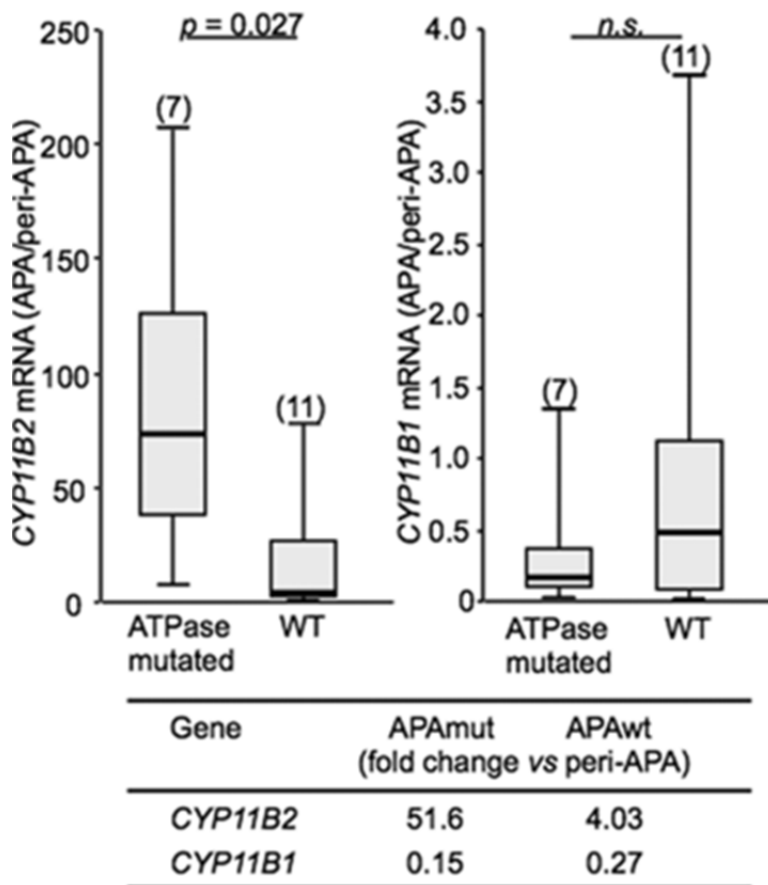 CYP11B2 mRNA (APA/peri-APA)
250
200
150
100
50
0
p = 0.027
(7)
(11)
ATPase
mutated
WT
CYP11B1 mRNA (APA/peri-APA)
4.0
3.5
3.0
2.5
2.0
1.5
1.0
0.5
0
n.s.
(7)
(11)
ATPase
mutated
WT
Gene APAmut APAwt
(fold change vs peri-APA)
CYP11B2 51.6 4.03
CYP11B1 0.15 0.27